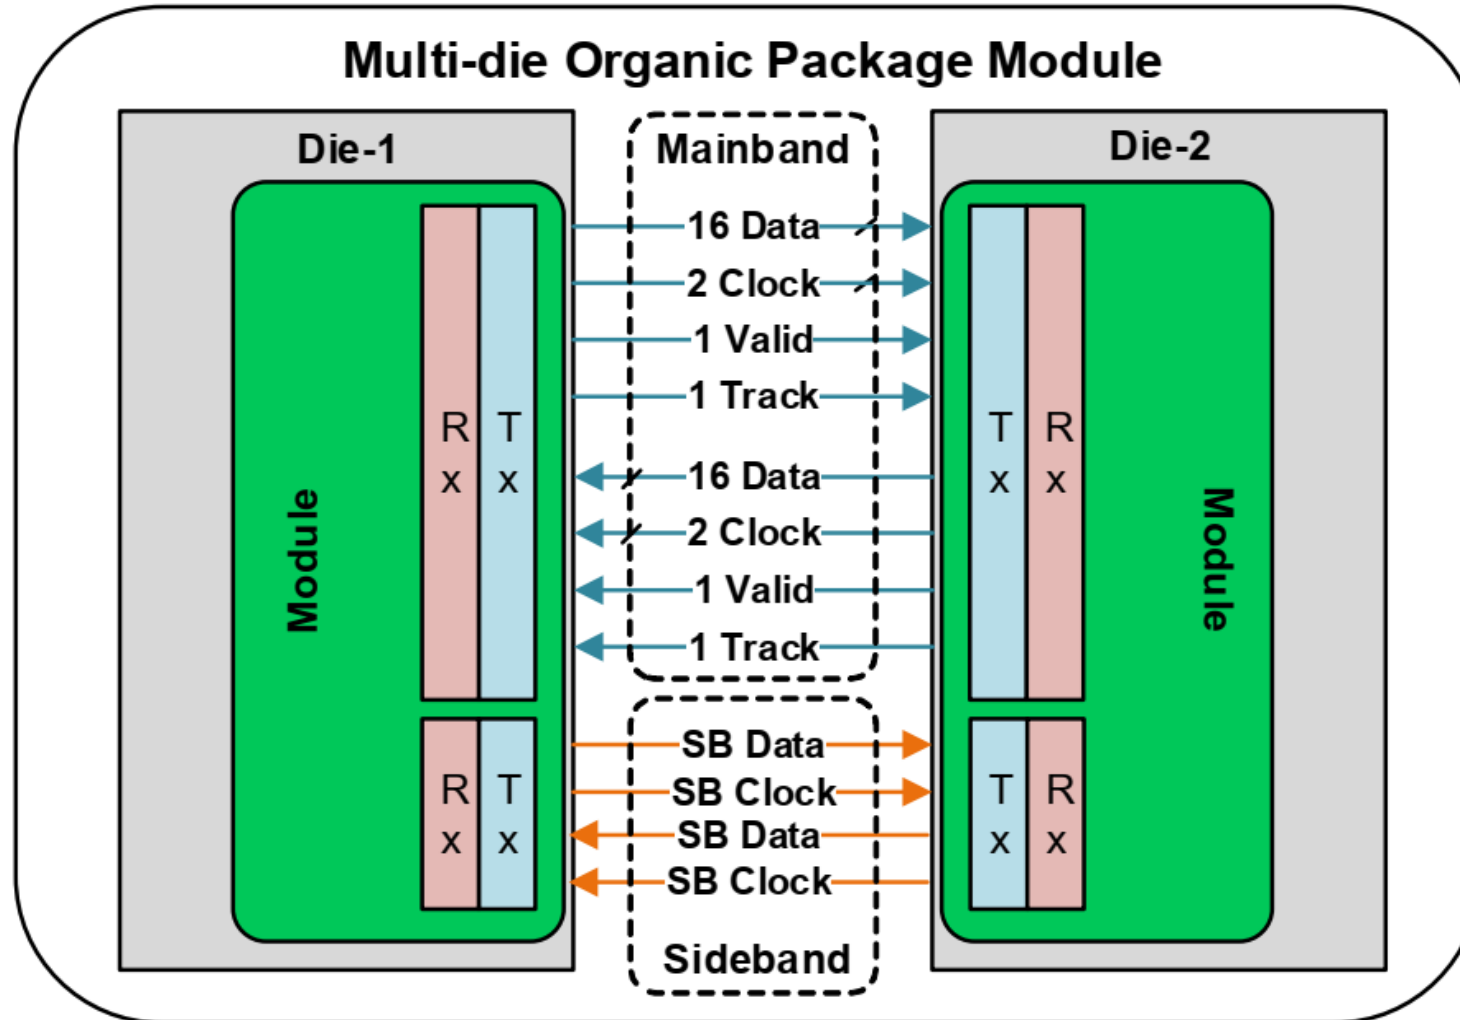 Multi-die Organic Package Module
Die-1
Mainband
Die-2
16 Data
2 Clock
1 Valid
1 Track
16 Data
2 Clock
1 Valid
1 Track
Module
R
x
T
x
T
x
R
x
Module
SB Data
SB Clock
SB Data
SB Clock
R
x
T
x
T
x
R
x
Sideband